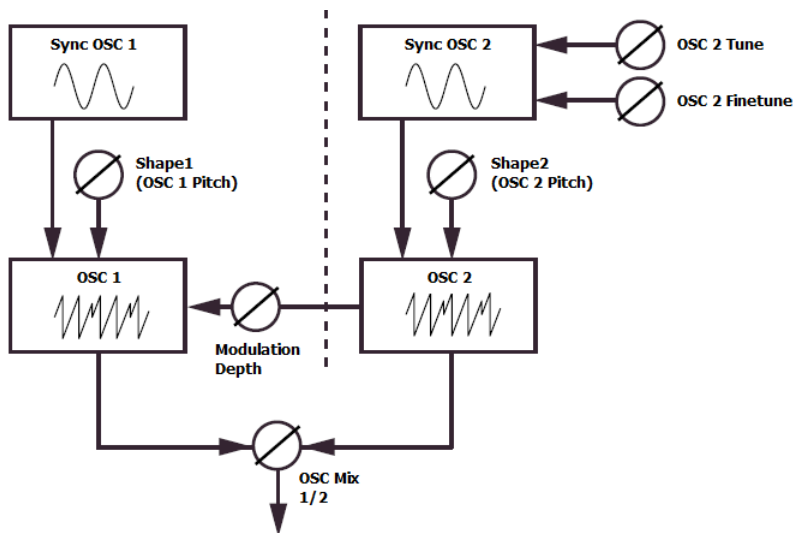 Sync OSC 1
Sync OSC 2
OSC 2 Tune
OSC 2 Finetune
Shape1
(OSC 1 Pitch)
Shape2
(OSC 2 Pitch)
OSC 1
OSC 2
Modulation
Depth
OSC Mix
1/2